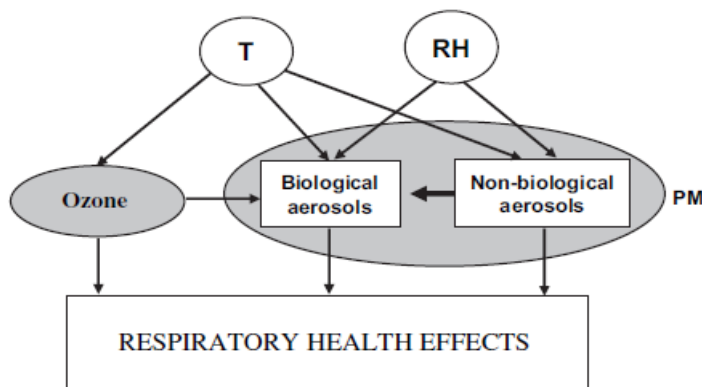 T
RH
Ozone
Biological
aerosols
Non-biological
aerosols
PM
RESPIRATORY HEALTH EFFECTS